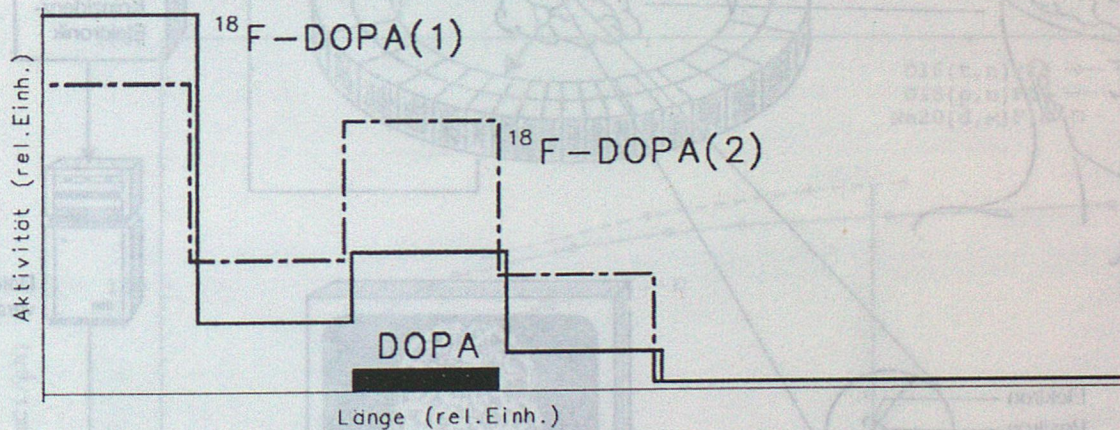 Aktivität (rel.Einh.)
¹⁸F-DOPA(1)
¹⁸F-DOPA(2)
DOPA
Länge (rel.Einh.)